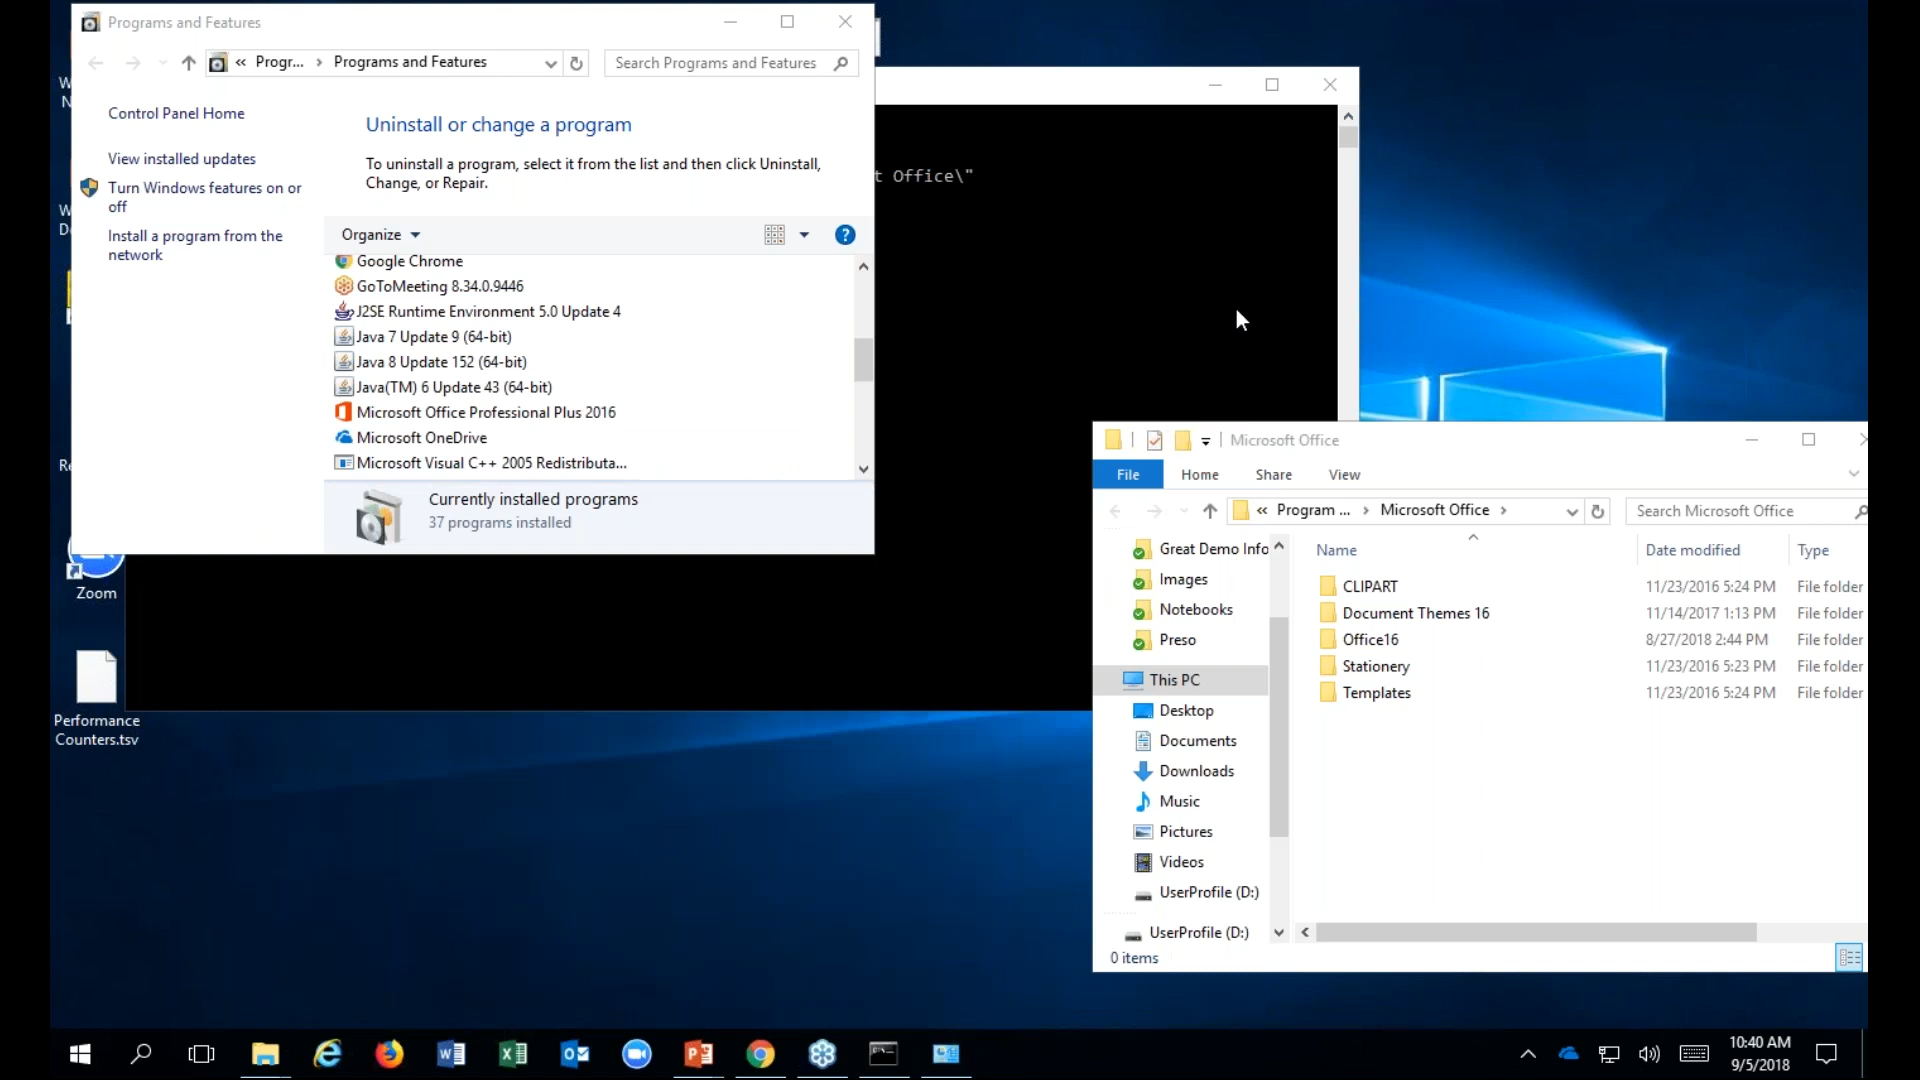 Programs and Features
« Progr... › Programs and Features
Search Programs and Features
Control Panel Home
View installed updates
Turn Windows features on or
off
Install a program from the
network
Uninstall or change a program
To uninstall a program, select it from the list and then click Uninstall,
Change, or Repair.
Organize
Google Chrome
GoToMeeting 8.34.0.9446
J2SE Runtime Environment 5.0 Update 4
Java 7 Update 9 (64-bit)
Java 8 Update 152 (64-bit)
Java(TM) 6 Update 43 (64-bit)
Microsoft Office Professional Plus 2016
Microsoft OneDrive
Microsoft Visual C++ 2005 Redistributa...
Currently installed programs
37 programs installed
t Office\"
Microsoft Office
File Home Share View
« Program ... › Microsoft Office ›
Search Microsoft Office
Great Demo Info
Images
Notebooks
Preso
This PC
Desktop
Documents
Downloads
Music
Pictures
Videos
UserProfile (D:)
UserProfile (D:)
Name Date modified Type
CLIPART 11/23/2016 5:24 PM File folder
Document Themes 16 11/14/2017 1:13 PM File folder
Office16 8/27/2018 2:44 PM File folder
Stationery 11/23/2016 5:23 PM File folder
Templates 11/23/2016 5:24 PM File folder
0 items
Zoom
Performance
Counters.tsv
10:40 AM
9/5/2018